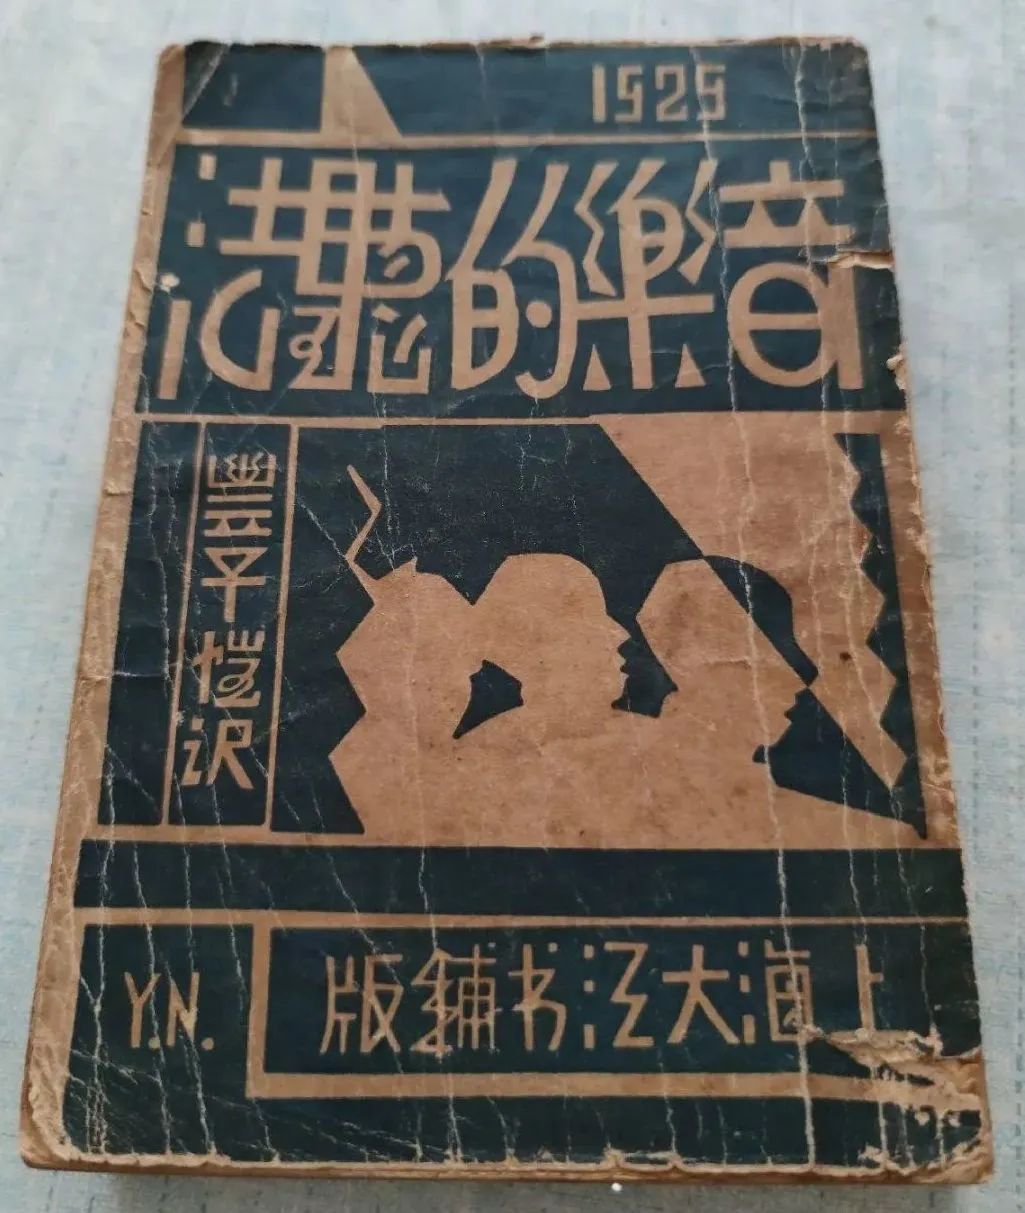 1929
音樂的聽法
豐子愷訳
上海大江书鋪版
Y.N.